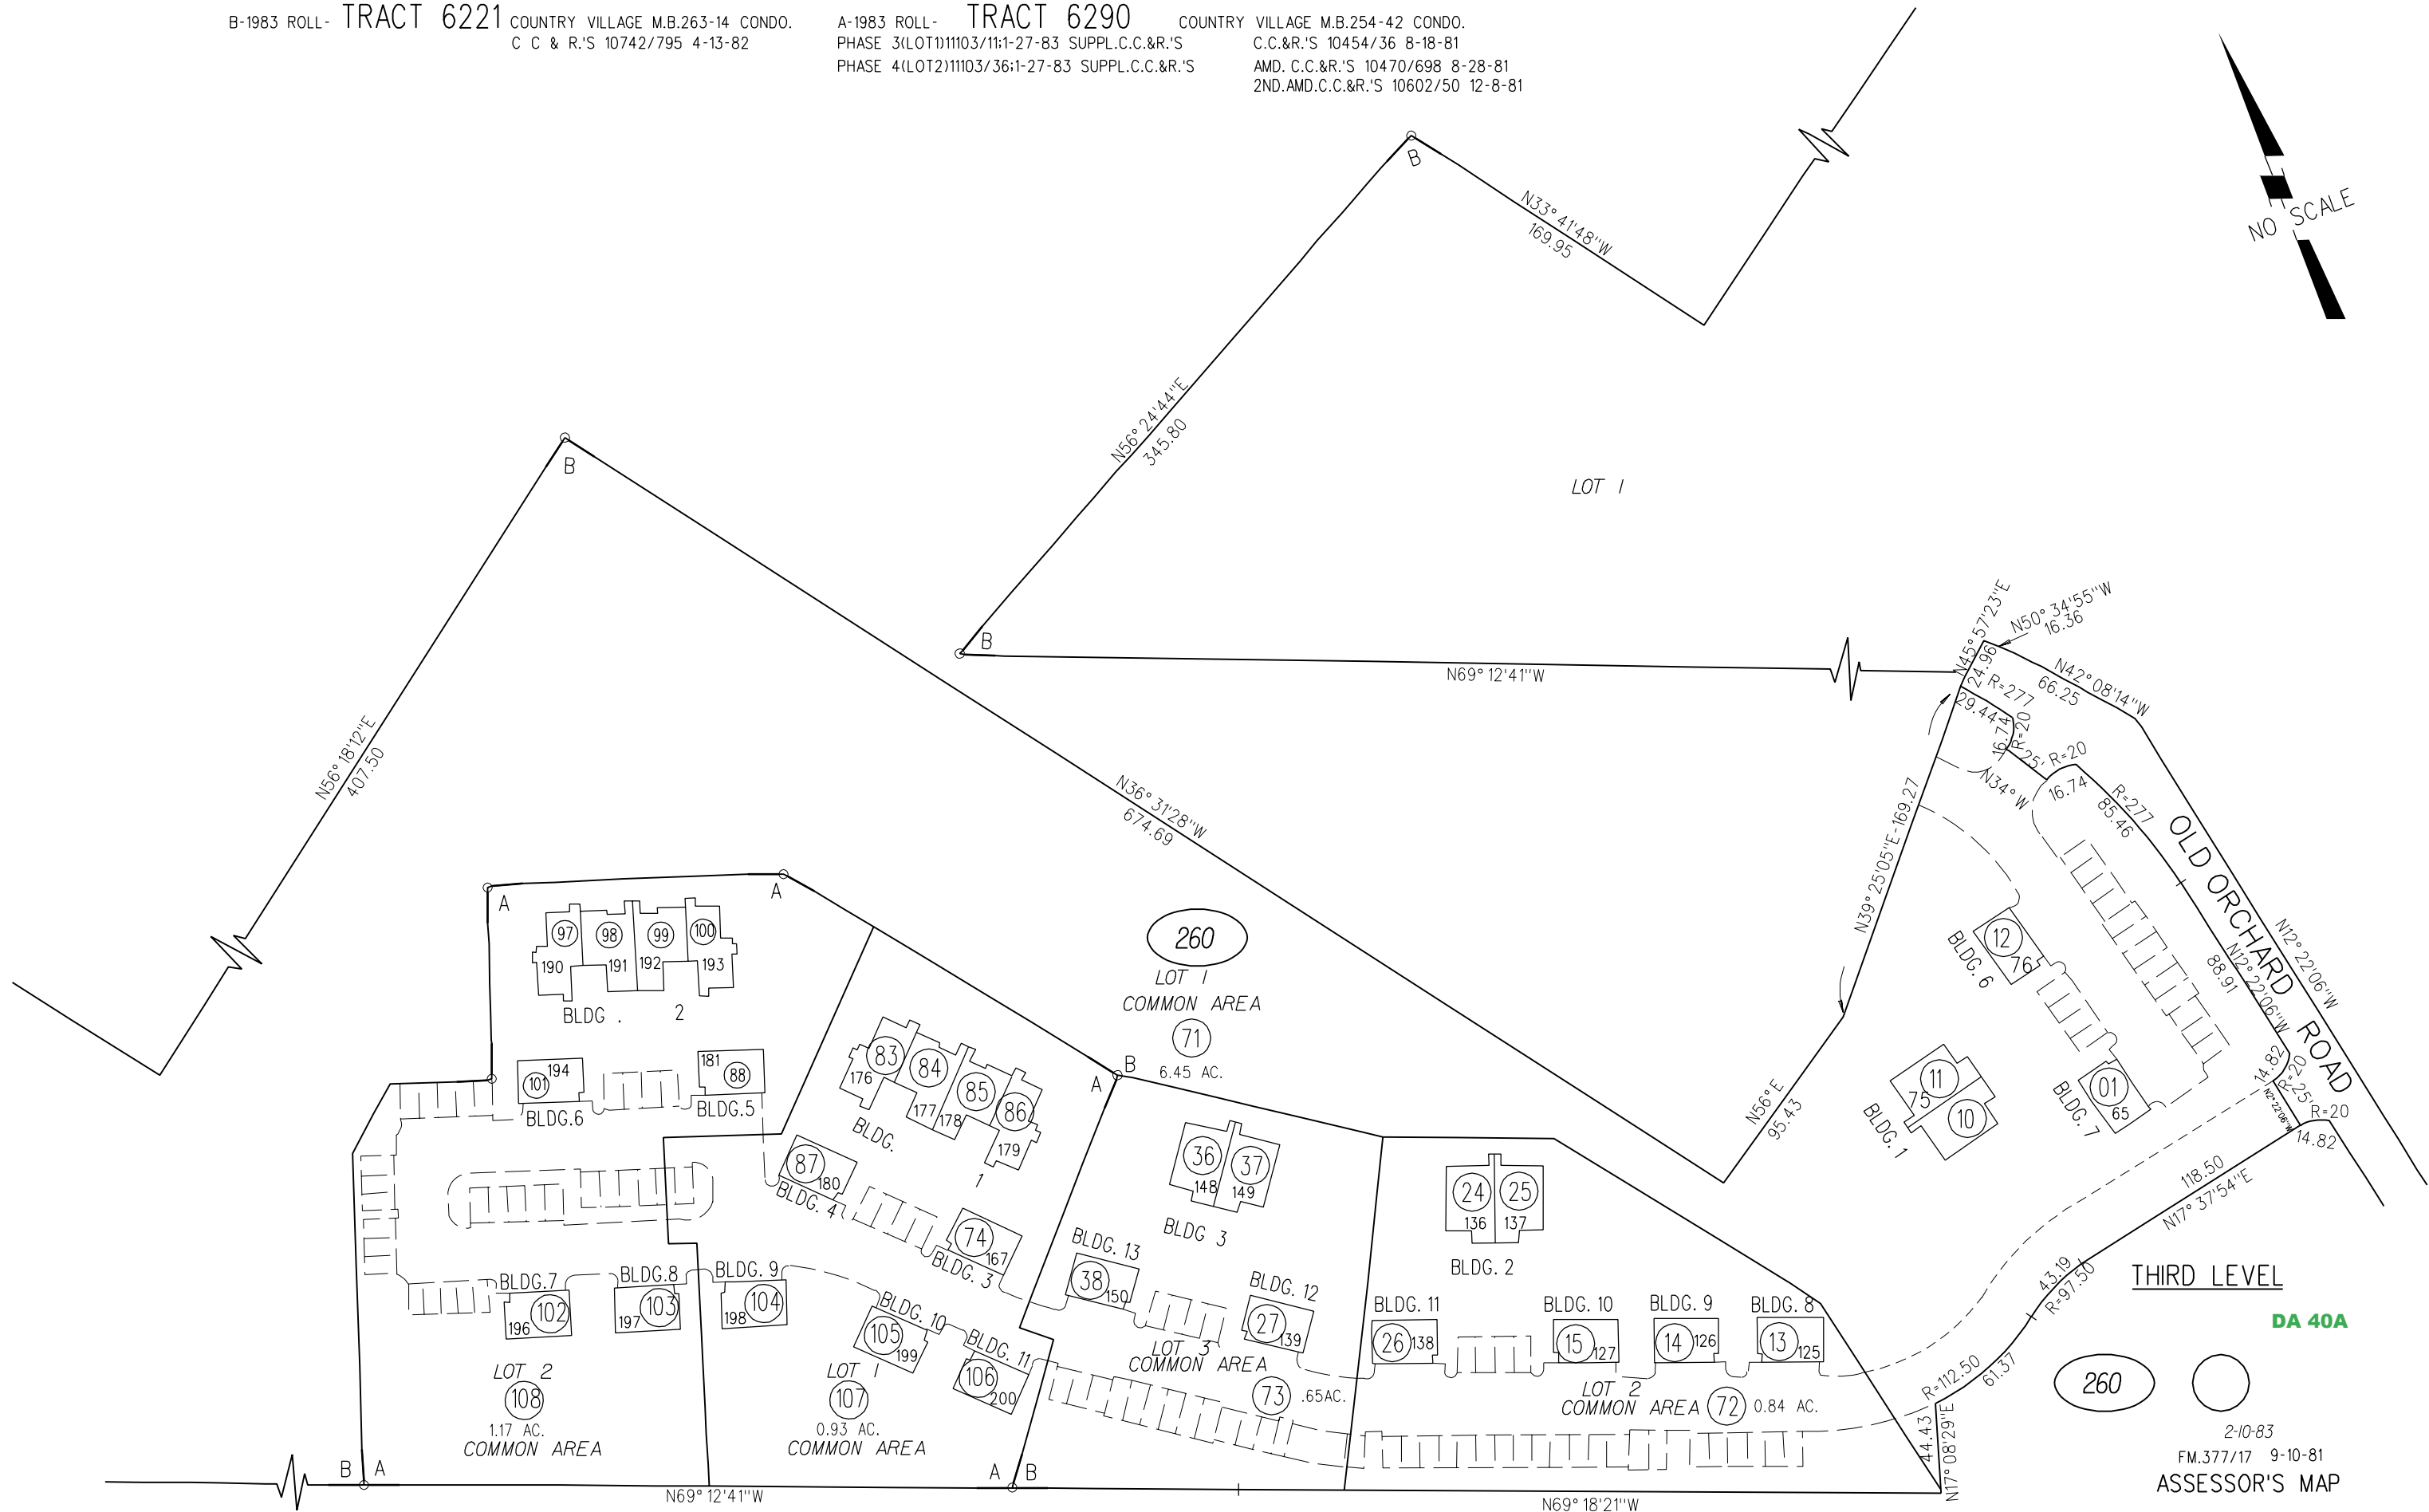 B-1983 ROLL- TRACT 6221 COUNTRY VILLAGE M.B.263-14 CONDO.
C C & R.'S 10742/795 4-13-82
A-1983 ROLL- TRACT 6290 COUNTRY VILLAGE M.B.254-42 CONDO.
PHASE 3(LOT1)11103/11;1-27-83 SUPPL.C.C.&R.'S
C.C.&R.'S 10454/36 8-18-81
PHASE 4(LOT2)11103/36;1-27-83 SUPPL.C.C.&R.'S
AMD. C.C.&R.'S 10470/698 8-28-81
2ND.AMD.C.C.&R.'S 10602/50 12-8-81
NO SCALE
B
N33°41'48"W
169.95
N56°24'44"E
345.80
LOT 1
B
B
N69°12'41"W
N56°18'12"E
407.50
N36°31'28"W
674.69
N45°57'23"E
24.96
N50°34'55"W
16.36
N42°08'14"W
66.25
R=277
29.44
16.74
R=20
25'
R=20
N34°W
16.74
R=277
85.46
N39°25'05"E-169.27
OLD ORCHARD ROAD
N12°22'06"W
N12°22'06"W
88.91
14.82
R=20
25'
N2°22'06"W
R=20
14.82
118.50
N17°37'54"E
43.19
R=97.50
R=112.50
61.37
44.43
N17°08'29"E
N56°E
95.43
12
76
BLDG. 6
11
75
10
BLDG. 1
01
65
BLDG. 7
260
LOT 1
COMMON AREA
71
6.45 AC.
A
A
97
98
99
100
190
191
192
193
BLDG . 2
101
194
BLDG.6
181
88
BLDG.5
83
84
85
86
176
177
178
179
BLDG. 1
87
180
BLDG. 4
74
167
BLDG. 3
A
B
36
37
148
149
BLDG 3
BLDG. 13
38
150
BLDG. 12
27
139
LOT 3
COMMON AREA
73
.65AC.
24
25
136
137
BLDG. 2
BLDG. 11
26
138
BLDG. 10
15
127
BLDG. 9
14
126
BLDG. 8
13
125
LOT 2
COMMON AREA
72
0.84 AC.
BLDG.7
102
196
BLDG.8
103
197
BLDG. 9
104
198
BLDG. 10
105
199
BLDG. 11
106
200
LOT 2
108
1.17 AC.
COMMON AREA
LOT 1
107
0.93 AC.
COMMON AREA
B
A
A
B
N69°12'41"W
N69°18'21"W
THIRD LEVEL
DA 40A
260
2-10-83
FM.377/17 9-10-81
ASSESSOR'S MAP